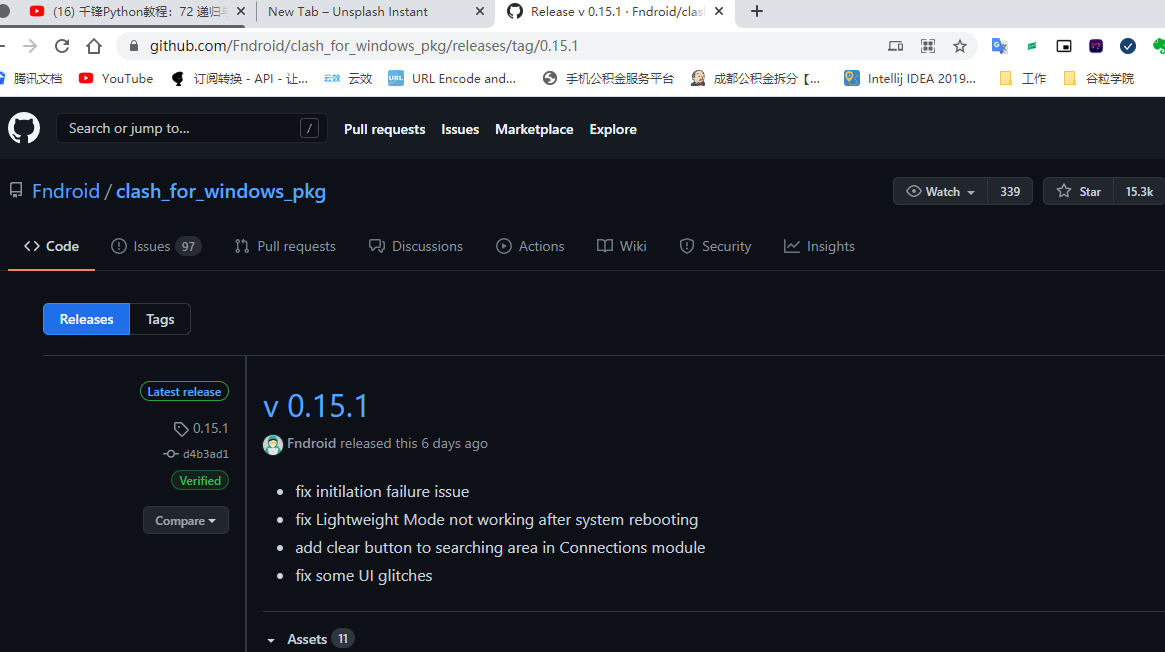 (16) 千锋Python教程：72 递归与
New Tab – Unsplash Instant
Release v 0.15.1 · Fndroid/clas
github.com/Fndroid/clash_for_windows_pkg/releases/tag/0.15.1
腾讯文档
YouTube
订阅转换 - API - 让...
云效
云效
URL
URL Encode and...
手机公积金服务平台
成都公积金拆分【...
Intellij IDEA 2019...
工作
谷粒学院
Search or jump to...
/
Pull requests
Issues
Marketplace
Explore
Fndroid / clash_for_windows_pkg
Watch
339
Star
15.3k
Code
Issues 97
Pull requests
Discussions
Actions
Wiki
Security
Insights
Releases
Tags
Latest release
0.15.1
d4b3ad1
Verified
Compare
v 0.15.1
Fndroid released this 6 days ago
fix initilation failure issue
fix Lightweight Mode not working after system rebooting
add clear button to searching area in Connections module
fix some UI glitches
Assets 11